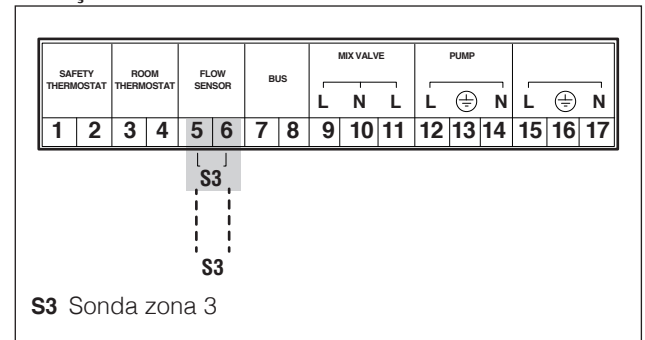 SAFETY THERMOSTAT ROOM THERMOSTAT FLOW SENSOR BUS MIX VALVE PUMP
L N L L ⏚ N L ⏚ N
1 2 3 4 5 6 7 8 9 10 11 12 13 14 15 16 17
S3
S3
S3 Sonda zona 3